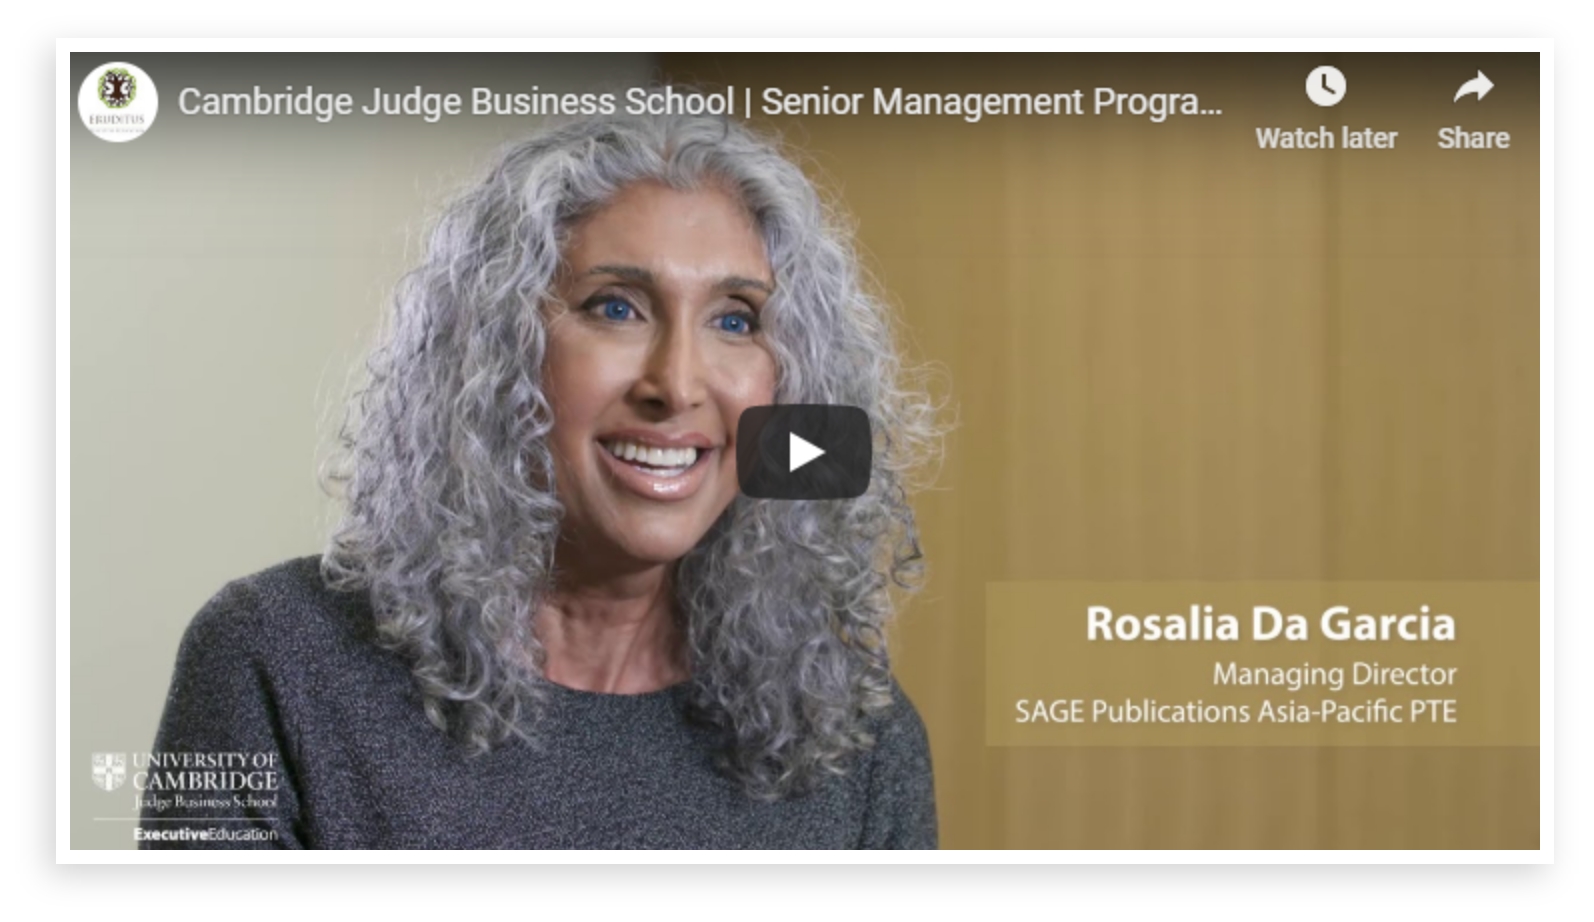 ERUDITUS
Cambridge Judge Business School | Senior Management Progra...
Watch later
Share
Rosalia Da Garcia
Managing Director
SAGE Publications Asia-Pacific PTE
UNIVERSITY OF
CAMBRIDGE
Judge Business School
ExecutiveEducation